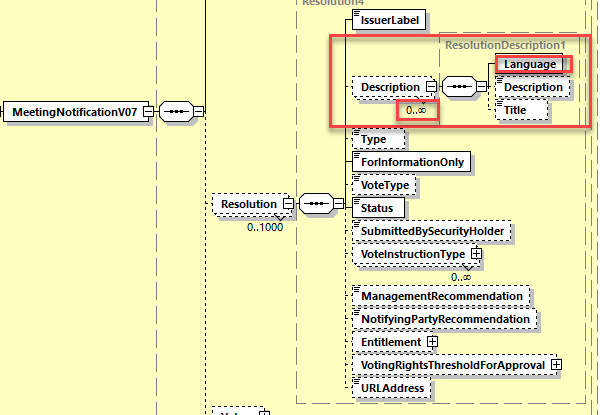 Resolution4
IssuerLabel
ResolutionDescription1
Language
Description
Description
0..∞
Title
MeetingNotificationV07
Type
ForInformationOnly
VoteType
Resolution
Status
0..1000
SubmittedBySecurityHolder
VoteInstructionType
0..∞
ManagementRecommendation
NotifyingPartyRecommendation
Entitlement
VotingRightsThresholdForApproval
URLAddress